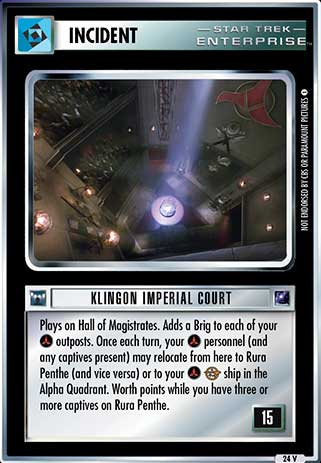 INCIDENT
STAR TREK
ENTERPRISE™
NOT ENDORSED BY CBS OR PARAMOUNT PICTURES
KLINGON IMPERIAL COURT
Plays on Hall of Magistrates. Adds a Brig to each of your
outposts. Once each turn, your personnel (and
any captives present) may relocate from here to Rura
Penthe (and vice versa) or to your ship in the
Alpha Quadrant. Worth points while you have three or
more captives on Rura Penthe.
15
24 V